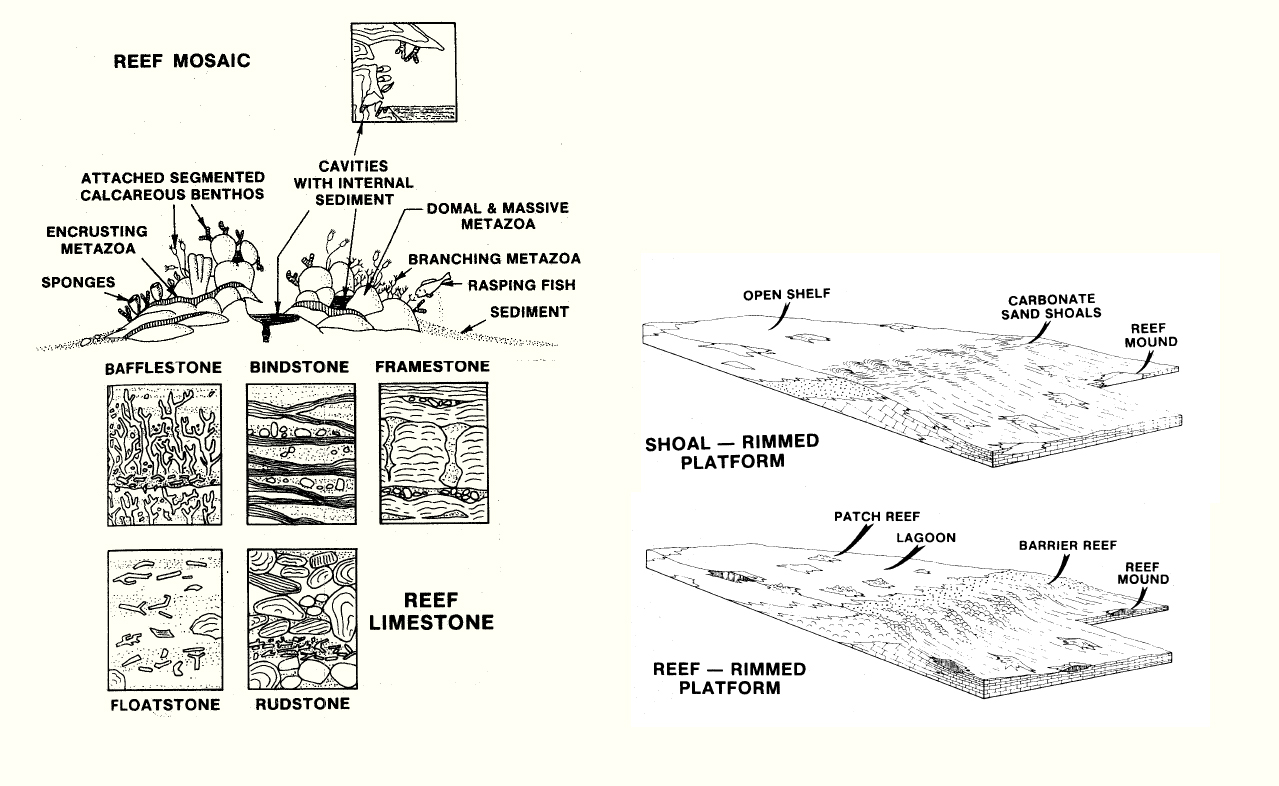 REEF MOSAIC
ATTACHED SEGMENTED
CALCAREOUS BENTHOS
CAVITIES
WITH INTERNAL
SEDIMENT
DOMAL & MASSIVE
METAZOA
ENCRUSTING
METAZOA
BRANCHING METAZOA
SPONGES
RASPING FISH
SEDIMENT
BAFFLESTONE
BINDSTONE
FRAMESTONE
REEF
LIMESTONE
FLOATSTONE
RUDSTONE
OPEN SHELF
CARBONATE
SAND SHOALS
REEF
MOUND
SHOAL — RIMMED
PLATFORM
PATCH REEF
LAGOON
BARRIER REEF
REEF
MOUND
REEF — RIMMED
PLATFORM